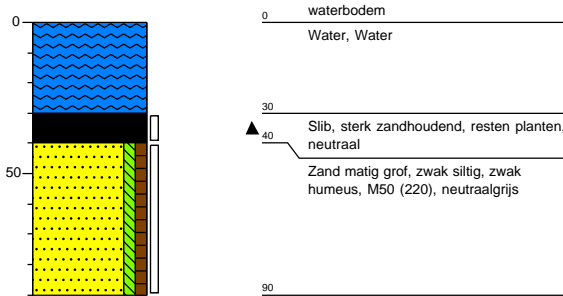 0
50
waterbodem
0
Water, Water
30
Slib, sterk zandhoudend, resten planten,
neutraal
40
Zand matig grof, zwak siltig, zwak
humeus, M50 (220), neutraalgrijs
90